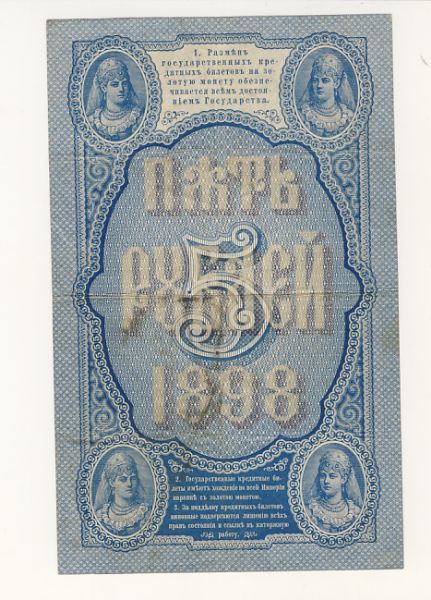 1. Размѣнъ
государственныхъ кре-
дитныхъ билетовъ на зо-
лотую монету обезпе-
чивается всѣмъ достоя-
ніемъ Государства.
ПѦТЬ
РУБЛЕЙ
5
1898
2. Государственные кредитные би-
леты имѣютъ хожденіе во всей Имперіи
наравнѣ съ золотою монетою.
3. За поддѣлку кредитныхъ билетовъ
виновные подвергаются лишенію всѣхъ
правъ состоянія и ссылкѣ въ каторжную
работу.